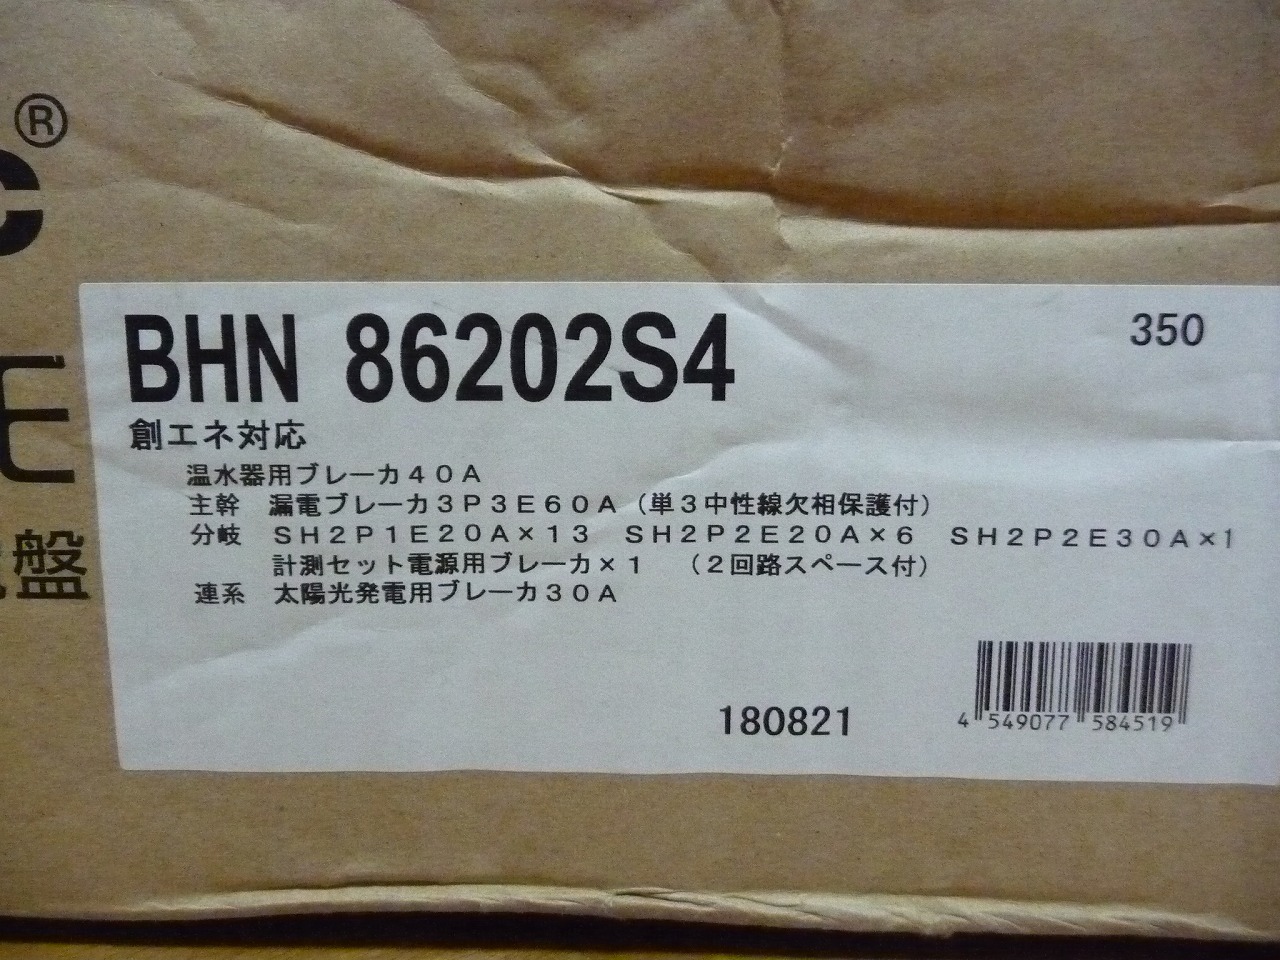 ®
C
モ
盤
BHN 86202S4
350
創エネ対応
温水器用ブレーカ40A
主幹 漏電ブレーカ3P3E60A (単3中性線欠相保護付)
分岐 SH2P1E20A×13 SH2P2E20A×6 SH2P2E30A×1
計測セット電源用ブレーカ×1 (2回路スペース付)
連系 太陽光発電用ブレーカ30A
180821
4 549077 584519